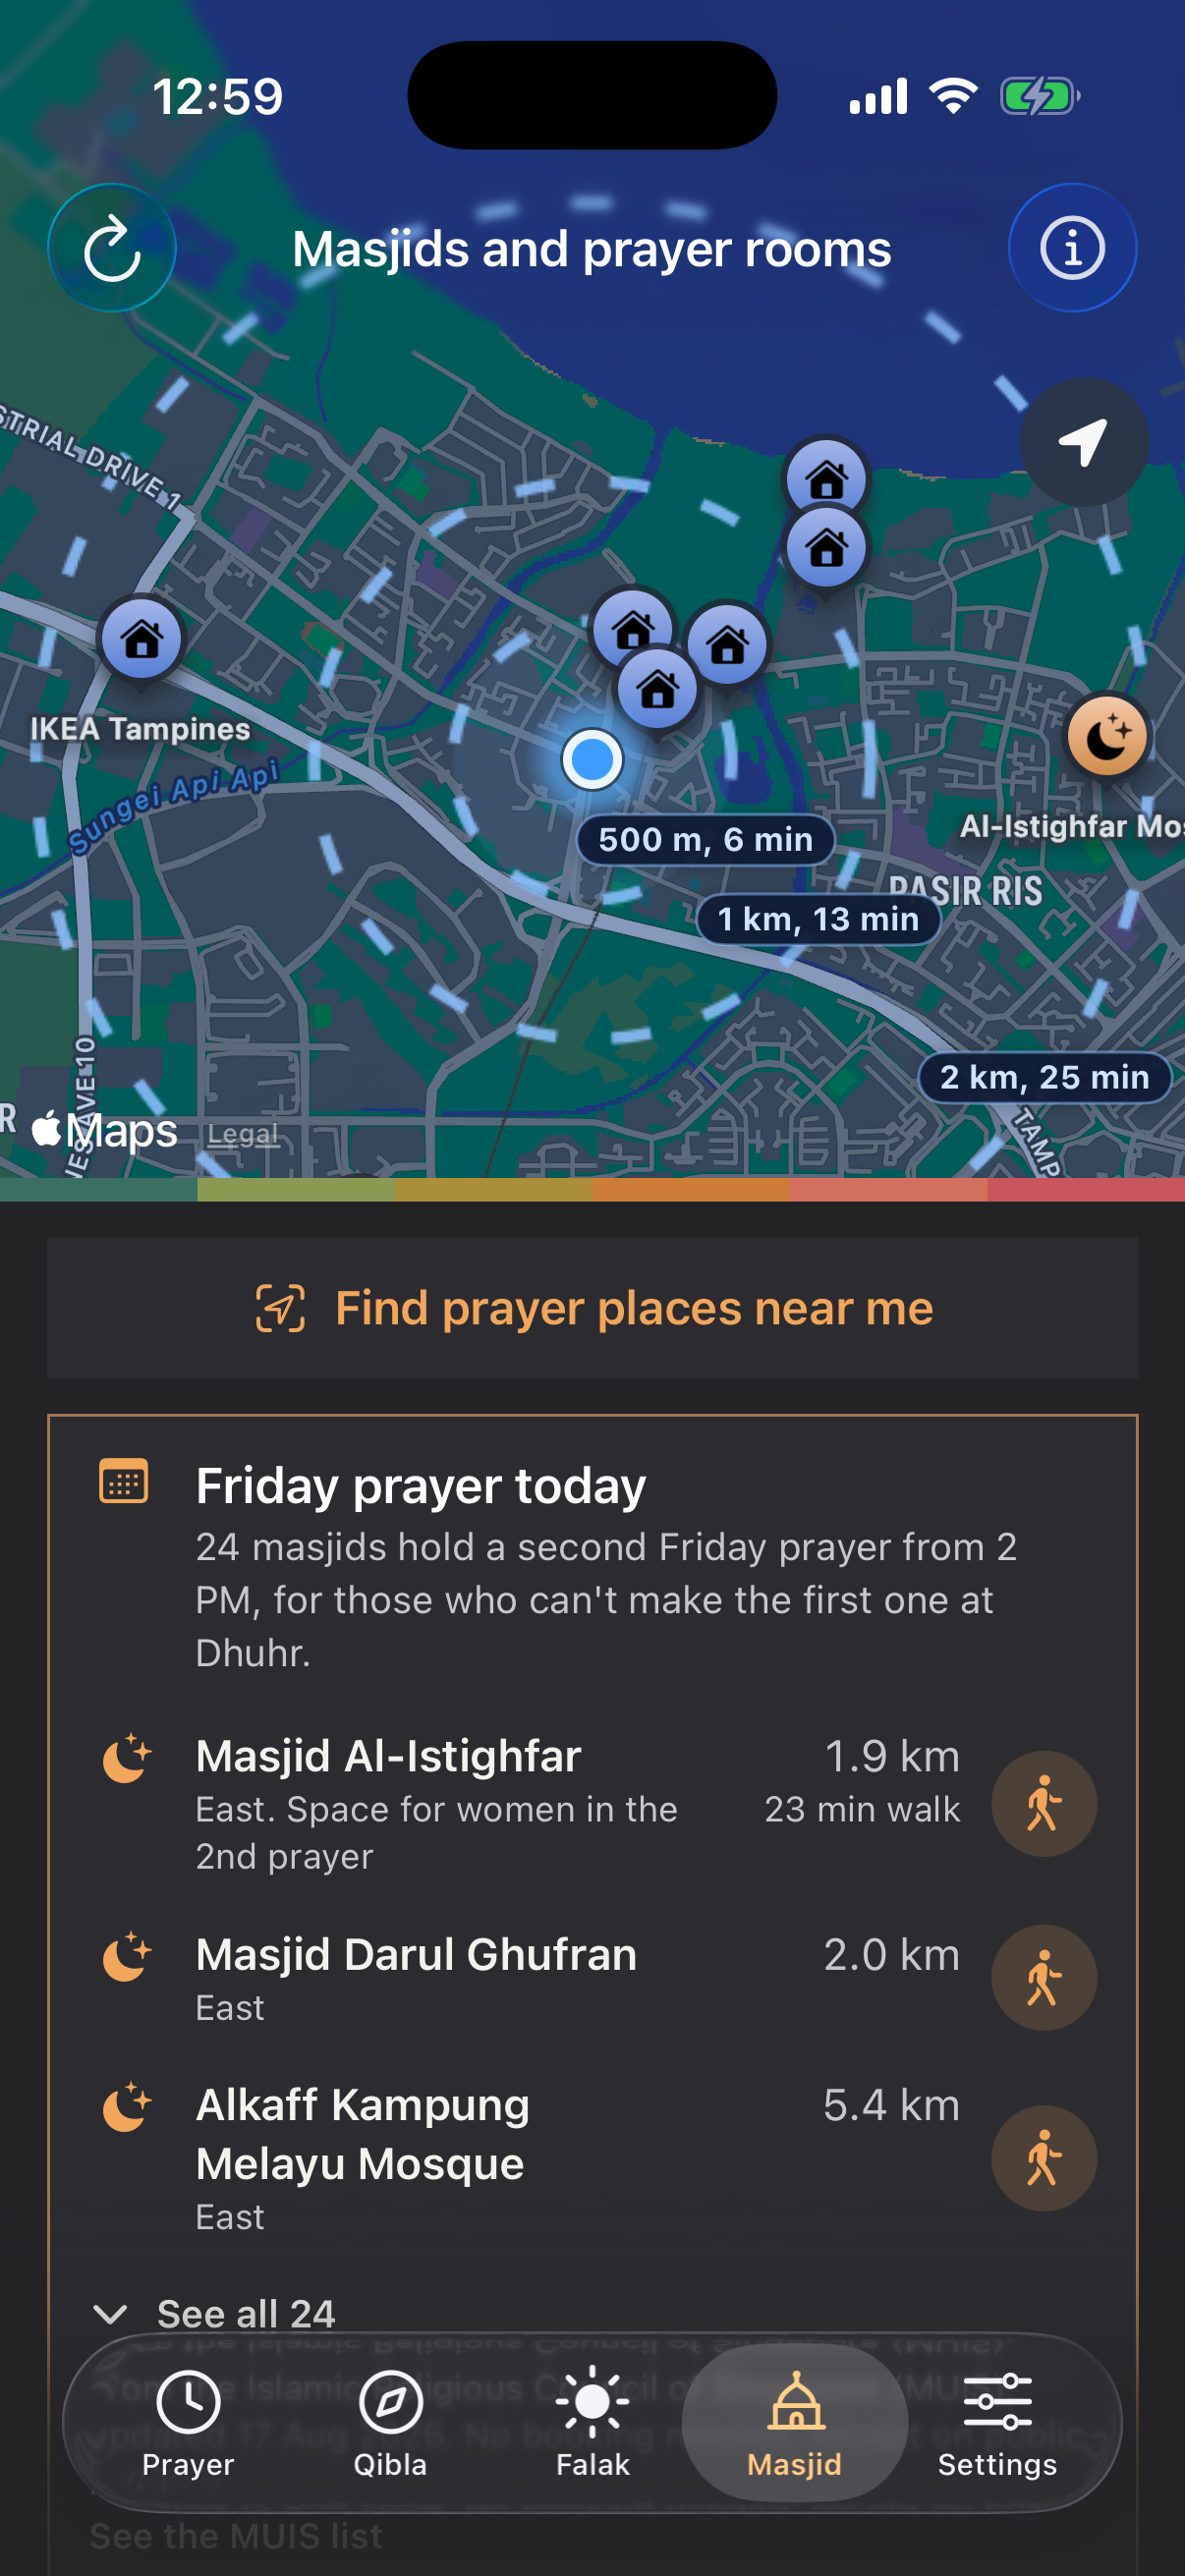 12:59
Masjids and prayer rooms
STRIAL DRIVE 1
IKEA Tampines
Sungei Api Api
Al-Istighfar Mos
500 m, 6 min
PASIR RIS
1 km, 13 min
2 km, 25 min
NES AVE 10
R
Maps
Legal
TAMP
Find prayer places near me
Friday prayer today
24 masjids hold a second Friday prayer from 2
PM, for those who can't make the first one at
Dhuhr.
Masjid Al-Istighfar
1.9 km
East. Space for women in the
2nd prayer
23 min walk
Masjid Darul Ghufran
2.0 km
East
Alkaff Kampung
Melayu Mosque
5.4 km
East
See all 24
Prayer
Qibla
Falak
Masjid
Settings
See the MUIS list